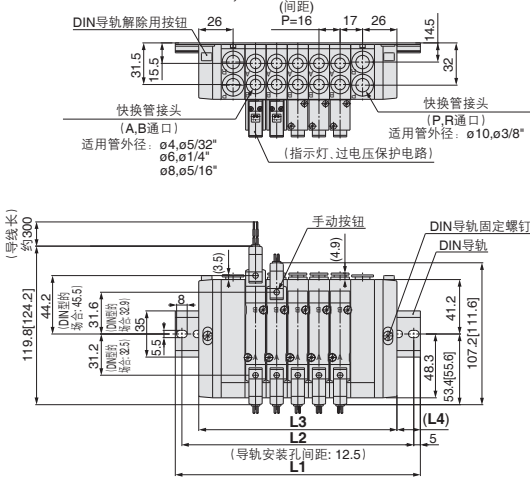 (间距)
26
P=16
17
26
DIN导轨解除用按钮
14.5
31.5
15.5
32
快换管接头
(A,B通口)
适用管外径: ø4,ø5/32"
ø6,ø1/4"
ø8,ø5/16"
快换管接头
(P,R通口)
适用管外径: ø10,ø3/8"
(指示灯、过电压保护电路)
(导线长)
约300
手动按钮
DIN导轨固定螺钉
DIN导轨
(3.5)
(4.9)
119.8[124.2]
44.2
(DIN型的
场合:45.5)
31.6
(DIN型的
场合:32.9)
8
35
5.5
31.2
(DIN型的
场合:32.5)
41.2
107.2[111.6]
48.3
53.4[55.6]
L3
(L4)
L2
5
(导轨安装孔间距: 12.5)
L1